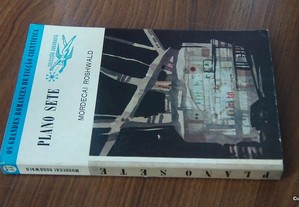 OS GRANDES ROMANCES DE FICÇÃO CIENTÍFICA
PLANO SETE
MORDECAI ROSHWALD
MORDECAI ROSHWALD
PLANO SETE